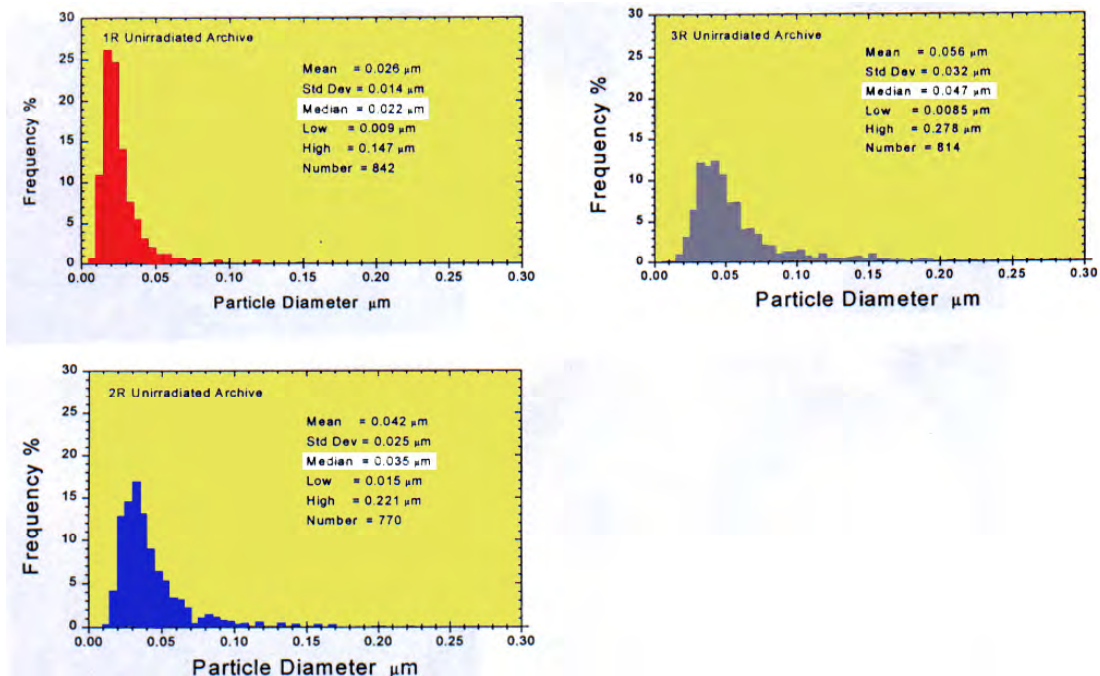 30
25
20
15
10
5
0
Frequency %
1R Unirradiated Archive
Mean = 0.026 μm
Std Dev = 0.014 μm
Median = 0.022 μm
Low = 0.009 μm
High = 0.147 μm
Number = 842
0.00 0.05 0.10 0.15 0.20 0.25 0.30
Particle Diameter μm
30
25
20
15
10
5
0
Frequency %
3R Unirradiated Archive
Mean = 0.056 μm
Std Dev = 0.032 μm
Median = 0.047 μm
Low = 0.0085 μm
High = 0.278 μm
Number = 814
0.00 0.05 0.10 0.15 0.20 0.25 0.30
Particle Diameter μm
30
25
20
15
10
5
0
Frequency %
2R Unirradiated Archive
Mean = 0.042 μm
Std Dev = 0.025 μm
Median = 0.035 μm
Low = 0.015 μm
High = 0.221 μm
Number = 770
0.00 0.05 0.10 0.15 0.20 0.25 0.30
Particle Diameter μm